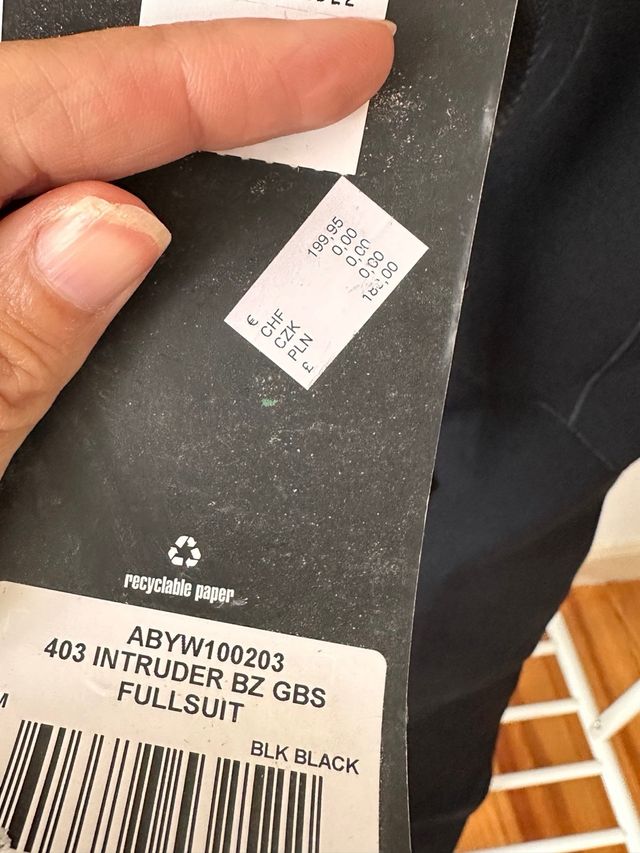 € 199,95
CHF 0,00
CZK 0,00
PLN 0,00
£
recyclable paper
ABYW100203
403 INTRUDER BZ GBS
FULLSUIT
M
BLK BLACK